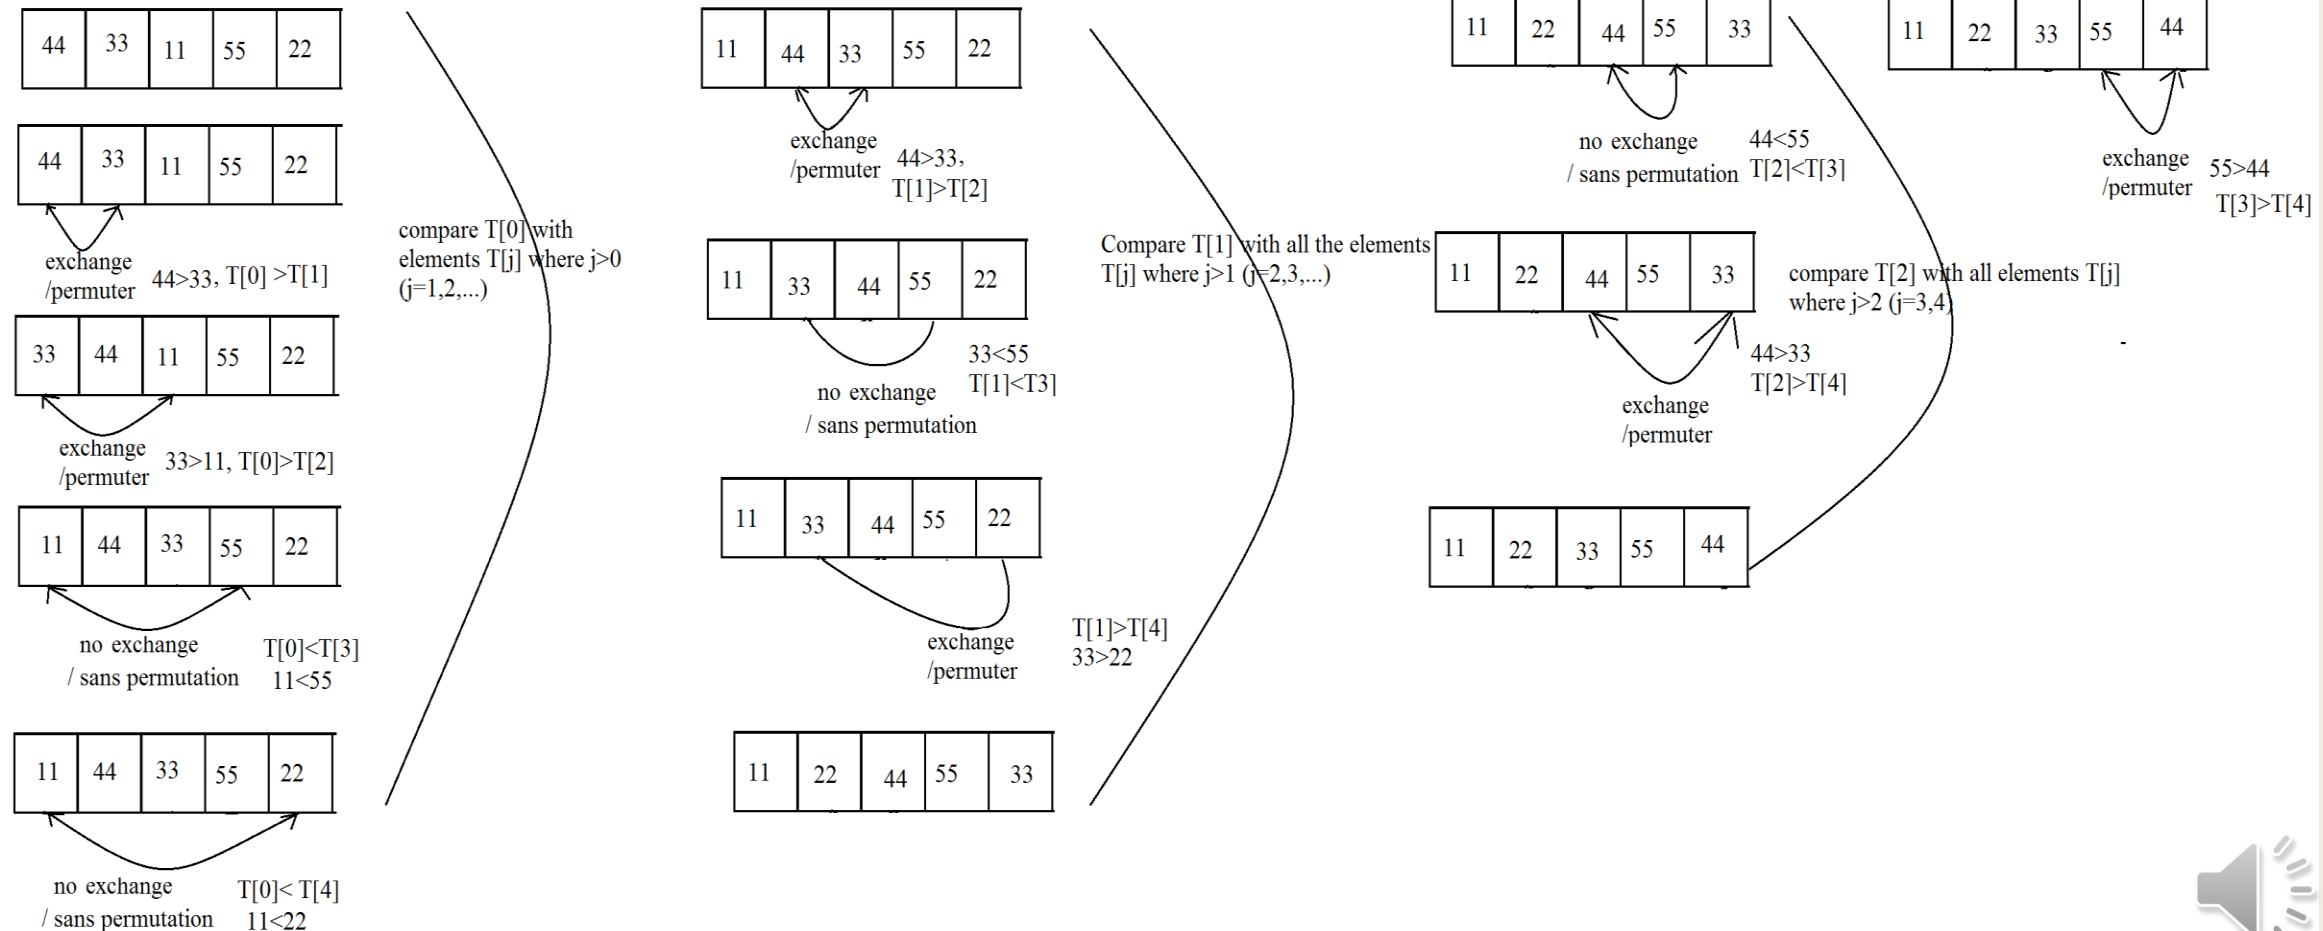 44 33 11 55 22
44 33 11 55 22
exchange
/permuter 44>33, T[0] >T[1]
33 44 11 55 22
exchange
/permuter 33>11, T[0]>T[2]
11 44 33 55 22
no exchange T[0]<T[3]
/ sans permutation 11<55
11 44 33 55 22
no exchange T[0]< T[4]
/ sans permutation 11<22
compare T[0] with
elements T[j] where j>0
(j=1,2,...)
11 44 33 55 22
exchange
/permuter 44>33,
T[1]>T[2]
11 33 44 55 22
33<55
T[1]<T3]
no exchange
/ sans permutation
11 33 44 55 22
exchange
/permuter
T[1]>T[4]
33>22
11 22 44 55 33
Compare T[1] with all the elements
T[j] where j>1 (j=2,3,...)
11 22 44 55 33
no exchange 44<55
/ sans permutation T[2]<T[3]
11 22 44 55 33
44>33
T[2]>T[4]
exchange
/permuter
11 22 33 55 44
compare T[2] with all elements T[j]
where j>2 (j=3,4)
11 22 33 55 44
exchange 55>44
/permuter T[3]>T[4]